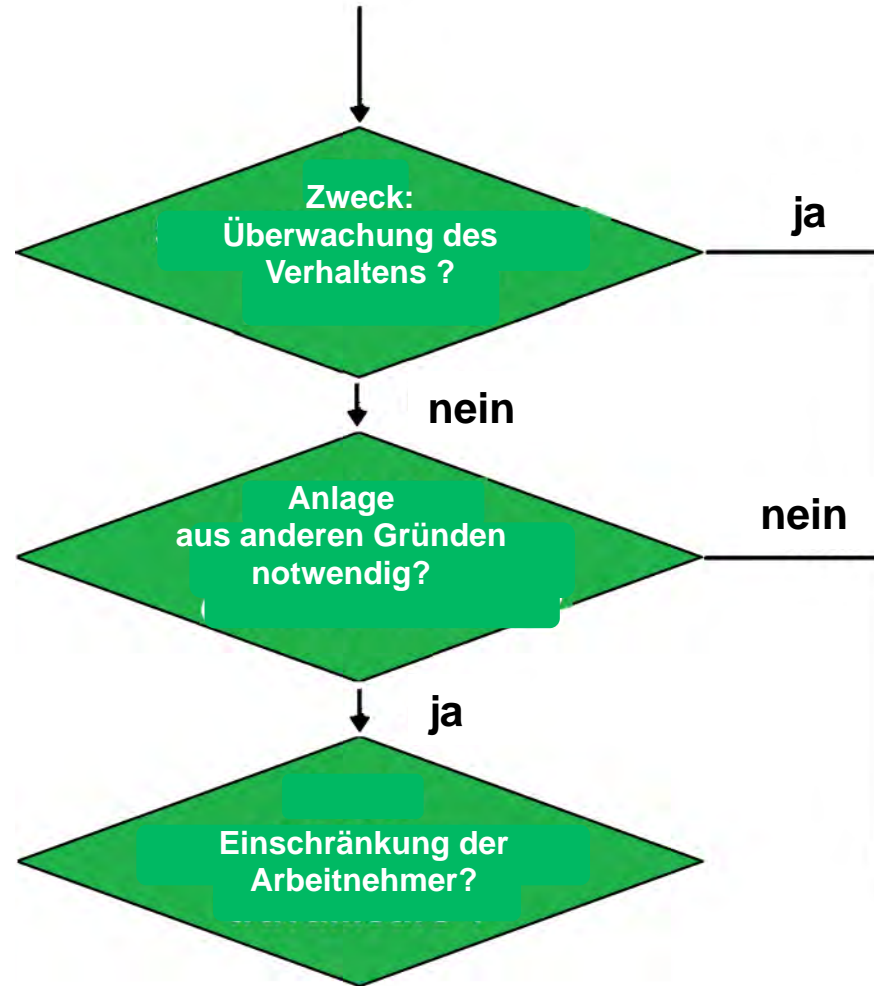 Zweck:
Überwachung des
Verhaltens ?
ja
nein
Anlage
aus anderen Gründen
notwendig?
nein
ja
Einschränkung der
Arbeitnehmer?